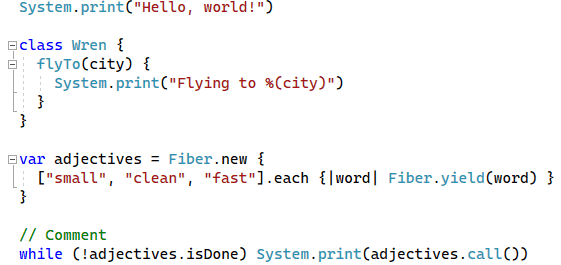 System.print("Hello, world!")
class Wren {
flyTo(city) {
System.print("Flying to %(city)")
}
}
var adjectives = Fiber.new {
["small", "clean", "fast"].each {|word| Fiber.yield(word) }
}
// Comment
while (!adjectives.isDone) System.print(adjectives.call())